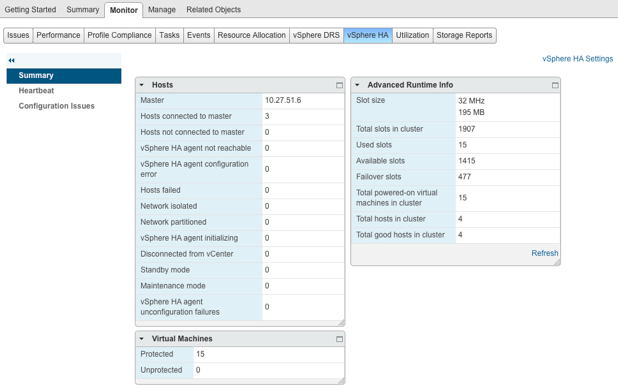 Getting Started Summary Monitor Manage Related Objects
Issues Performance Profile Compliance Tasks Events Resource Allocation vSphere DRS vSphere HA Utilization Storage Reports
vSphere HA Settings
Summary
Heartbeat
Configuration Issues
Hosts
Master 10.27.51.6
Hosts connected to master 3
Hosts not connected to master 0
vSphere HA agent not reachable 0
vSphere HA agent configuration
error 0
Hosts failed 0
Network isolated 0
Network partitioned 0
vSphere HA agent initializing 0
Disconnected from vCenter 0
Standby mode 0
Maintenance mode 0
vSphere HA agent
unconfiguration failures 0
Virtual Machines
Protected 15
Unprotected 0
Advanced Runtime Info
Slot size 32 MHz
195 MB
Total slots in cluster 1907
Used slots 15
Available slots 1415
Failover slots 477
Total powered-on virtual
machines in cluster 15
Total hosts in cluster 4
Total good hosts in cluster 4
Refresh